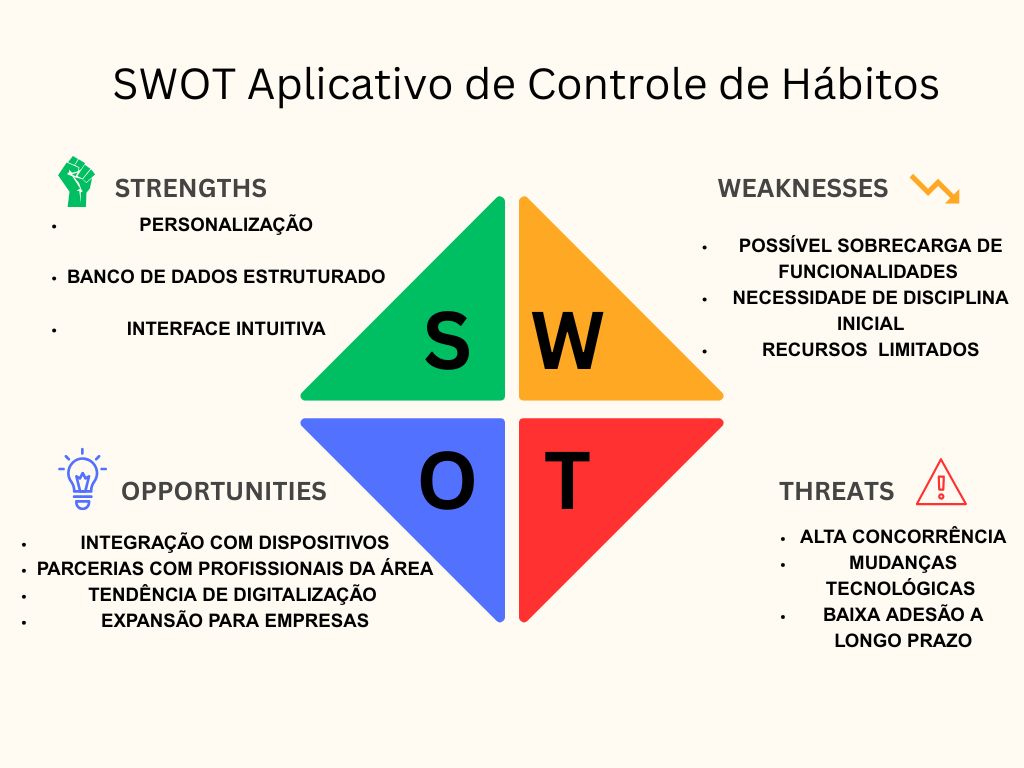 SWOT Aplicativo de Controle de Hábitos
STRENGTHS
• PERSONALIZAÇÃO
• BANCO DE DADOS ESTRUTURADO
• INTERFACE INTUITIVA
WEAKNESSES
• POSSÍVEL SOBRECARGA DE
FUNCIONALIDADES
• NECESSIDADE DE DISCIPLINA
INICIAL
• RECURSOS LIMITADOS
S
W
O
T
OPPORTUNITIES
• INTEGRAÇÃO COM DISPOSITIVOS
• PARCERIAS COM PROFISSIONAIS DA ÁREA
• TENDÊNCIA DE DIGITALIZAÇÃO
• EXPANSÃO PARA EMPRESAS
THREATS
• ALTA CONCORRÊNCIA
• MUDANÇAS
TECNOLÓGICAS
• BAIXA ADESÃO A
LONGO PRAZO